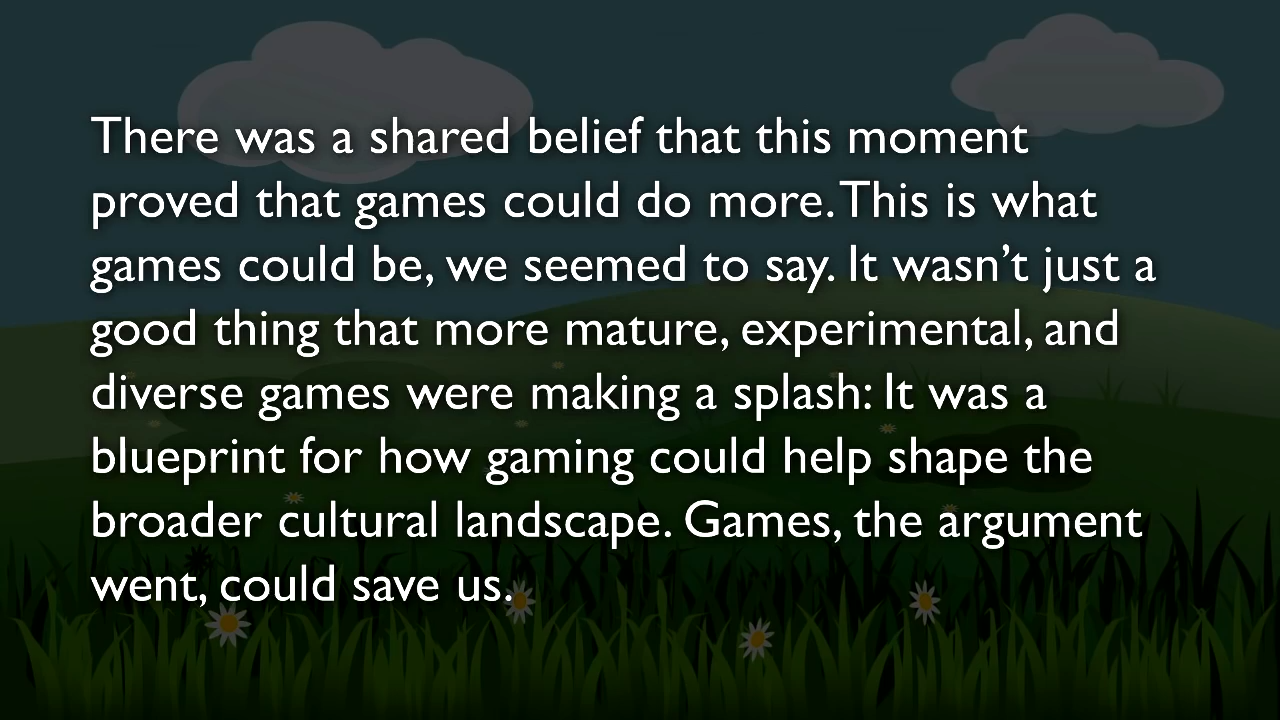 There was a shared belief that this moment
proved that games could do more. This is what
games could be, we seemed to say. It wasn’t just a
good thing that more mature, experimental, and
diverse games were making a splash: It was a
blueprint for how gaming could help shape the
broader cultural landscape. Games, the argument
went, could save us.